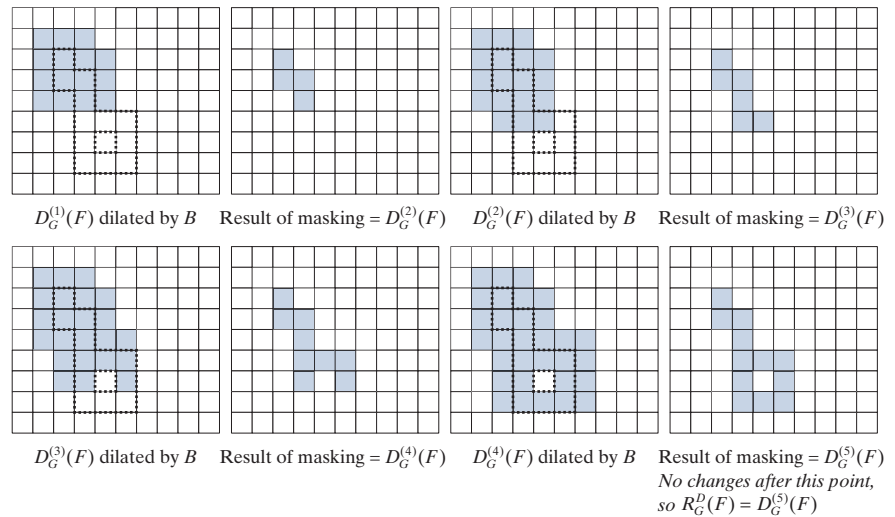 D_G^{(1)}(F) dilated by B
Result of masking = D_G^{(2)}(F)
D_G^{(2)}(F) dilated by B
Result of masking = D_G^{(3)}(F)
D_G^{(3)}(F) dilated by B
Result of masking = D_G^{(4)}(F)
D_G^{(4)}(F) dilated by B
Result of masking = D_G^{(5)}(F)
No changes after this point,
so R_G^D(F) = D_G^{(5)}(F)